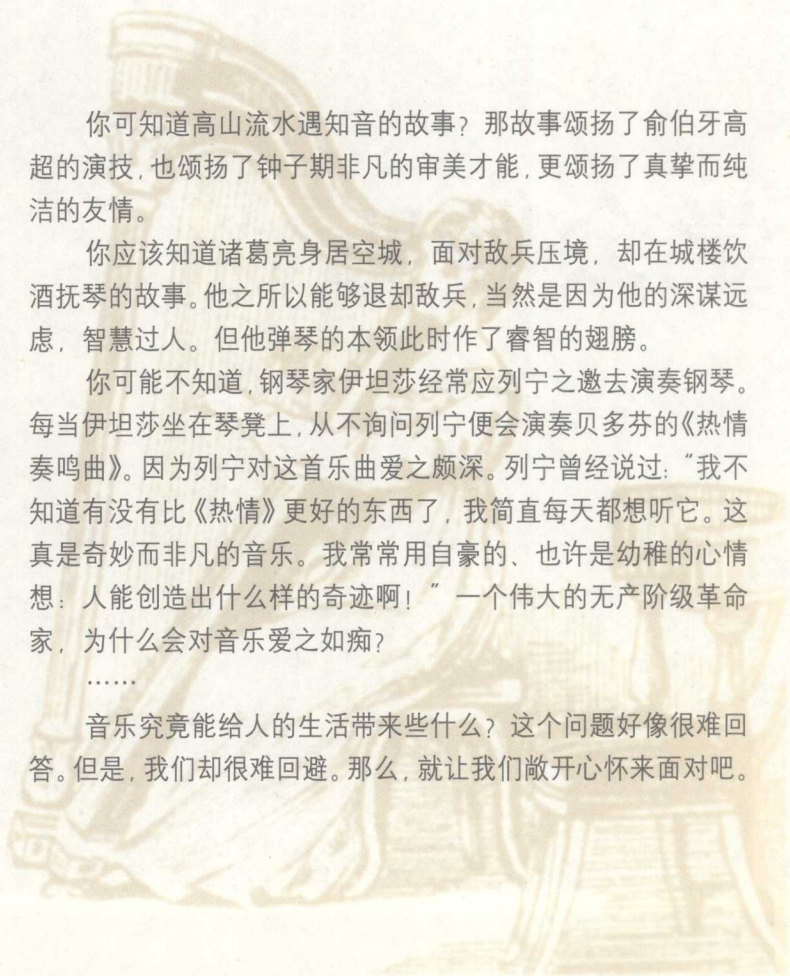 你可知道高山流水遇知音的故事？那故事颂扬了俞伯牙高
超的演技，也颂扬了钟子期非凡的审美才能，更颂扬了真挚而纯
洁的友情。
你应该知道诸葛亮身居空城，面对敌兵压境，却在城楼饮
酒抚琴的故事。他之所以能够退却敌兵，当然是因为他的深谋远
虑，智慧过人。但他弹琴的本领此时作了睿智的翅膀。
你可能不知道，钢琴家伊坦莎经常应列宁之邀去演奏钢琴。
每当伊坦莎坐在琴凳上，从不询问列宁便会演奏贝多芬的《热情
奏鸣曲》。因为列宁对这首乐曲爱之颇深。列宁曾经说过：“我不
知道有没有比《热情》更好的东西了，我简直每天都想听它。这
真是奇妙而非凡的音乐。我常常用自豪的、也许是幼稚的心情
想：人能创造出什么样的奇迹啊！”一个伟大的无产阶级革命
家，为什么会对音乐爱之如痴？
……
音乐究竟能给人的生活带来些什么？这个问题好像很难回
答。但是，我们却很难回避。那么，就让我们敞开心怀来面对吧。